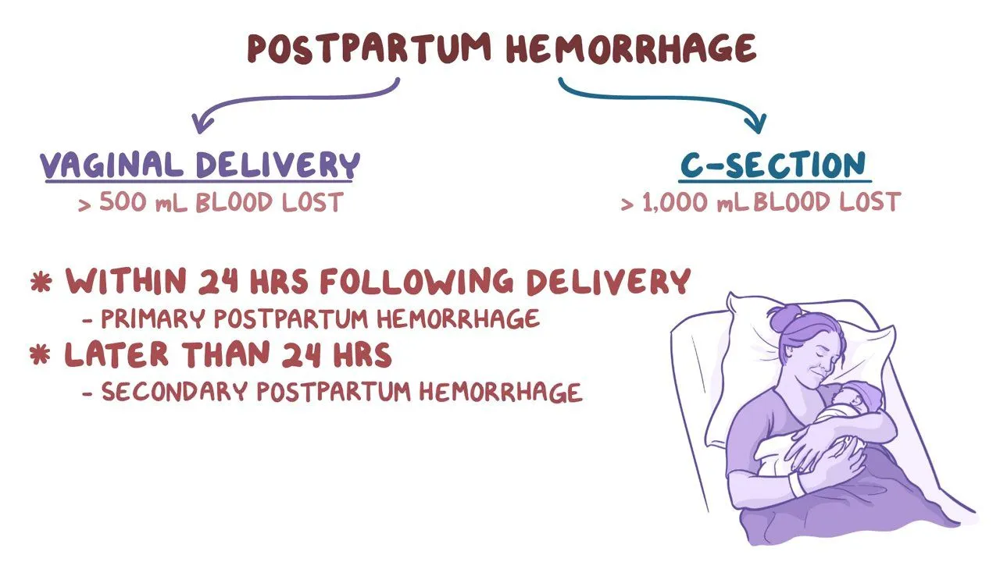 POSTPARTUM HEMORRHAGE
VAGINAL DELIVERY
> 500 mL BLOOD LOST
C-SECTION
> 1,000 mL BLOOD LOST
* WITHIN 24 HRS FOLLOWING DELIVERY
- PRIMARY POSTPARTUM HEMORRHAGE
* LATER THAN 24 HRS
- SECONDARY POSTPARTUM HEMORRHAGE